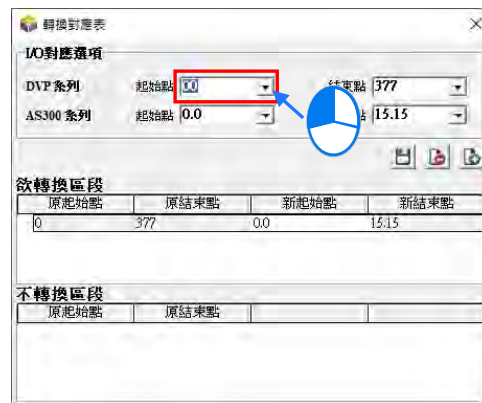 轉換對應表
I/O對應選項
DVP 系列 起始點 結束點 377
AS300 系列 起始點 0.0 15.15
欲轉換區段
原起始點 原結束點 新起始點 新結束點
0 377 0.0 15.15
不轉換區段
原起始點 原結束點